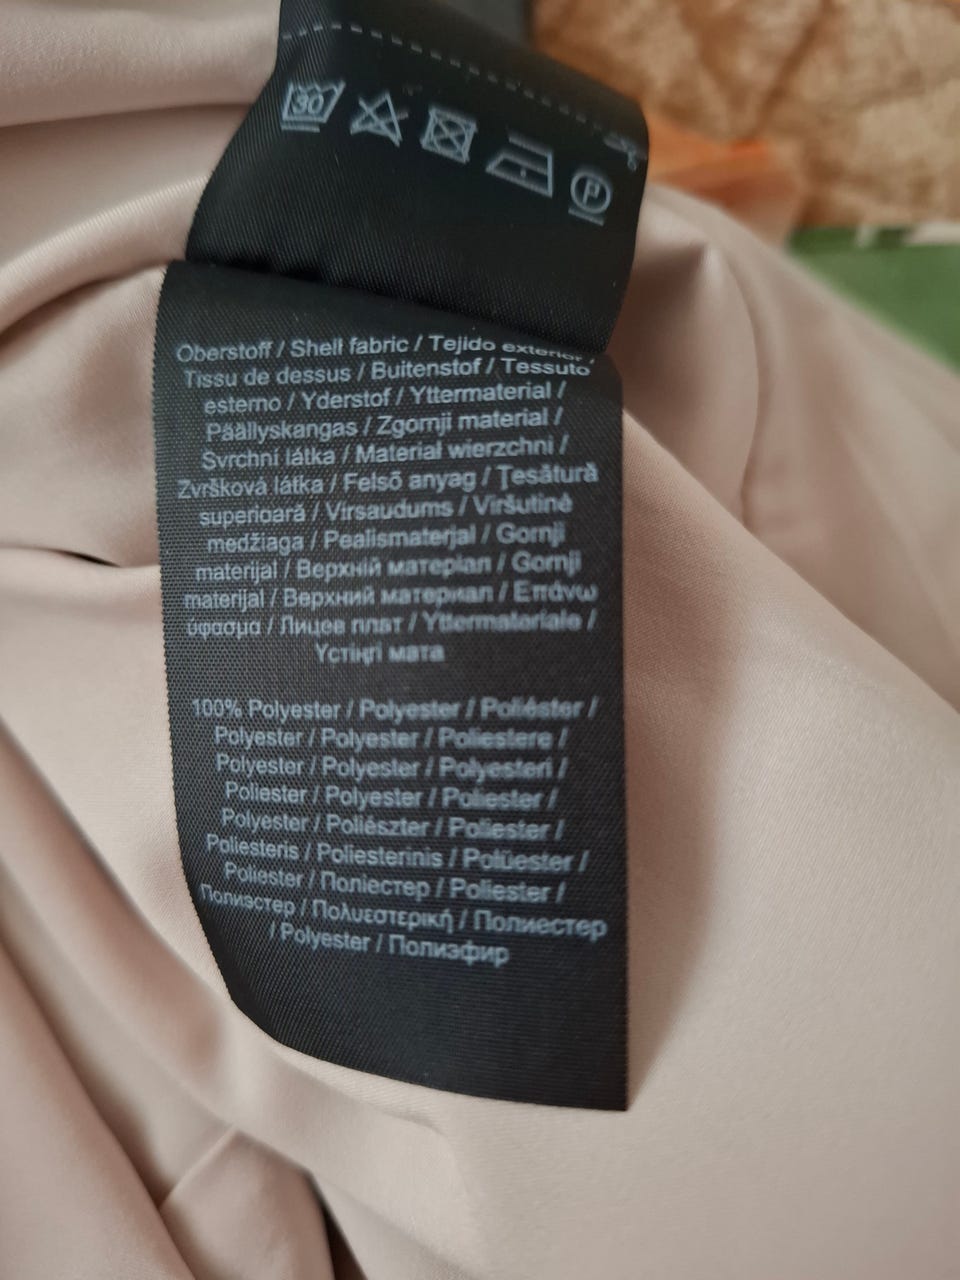 30
P
Oberstoff / Shell fabric / Tejido exterior /
Tissu de dessus / Buitenstof / Tessuto
esterno / Yderstof / Yttermaterial /
Päällyskangas / Zgornji material /
Svrchní látka / Materiał wierzchni /
Zvršková látka / Felső anyag / Ţesătură
superioară / Virsaudums / Viršutinė
medžiaga / Pealismaterjal / Gornji
materijal / Верхній матеріал / Gornji
materijal / Верхний материал / Επάνω
ύφασμα / Лицев плат / Yttermateriale /
Үстіңгі мата
100% Polyester / Polyester / Poliéster /
Polyester / Polyester / Poliestere /
Polyester / Polyester / Polyesteri /
Poliester / Polyester / Poliester /
Polyester / Poliészter / Poliester /
Poliesteris / Poliesterinis / Polüester /
Poliester / Поліестер / Poliester /
Полиэстер / Πολυεστερική / Полиестер
/ Polyester / Полиэфир